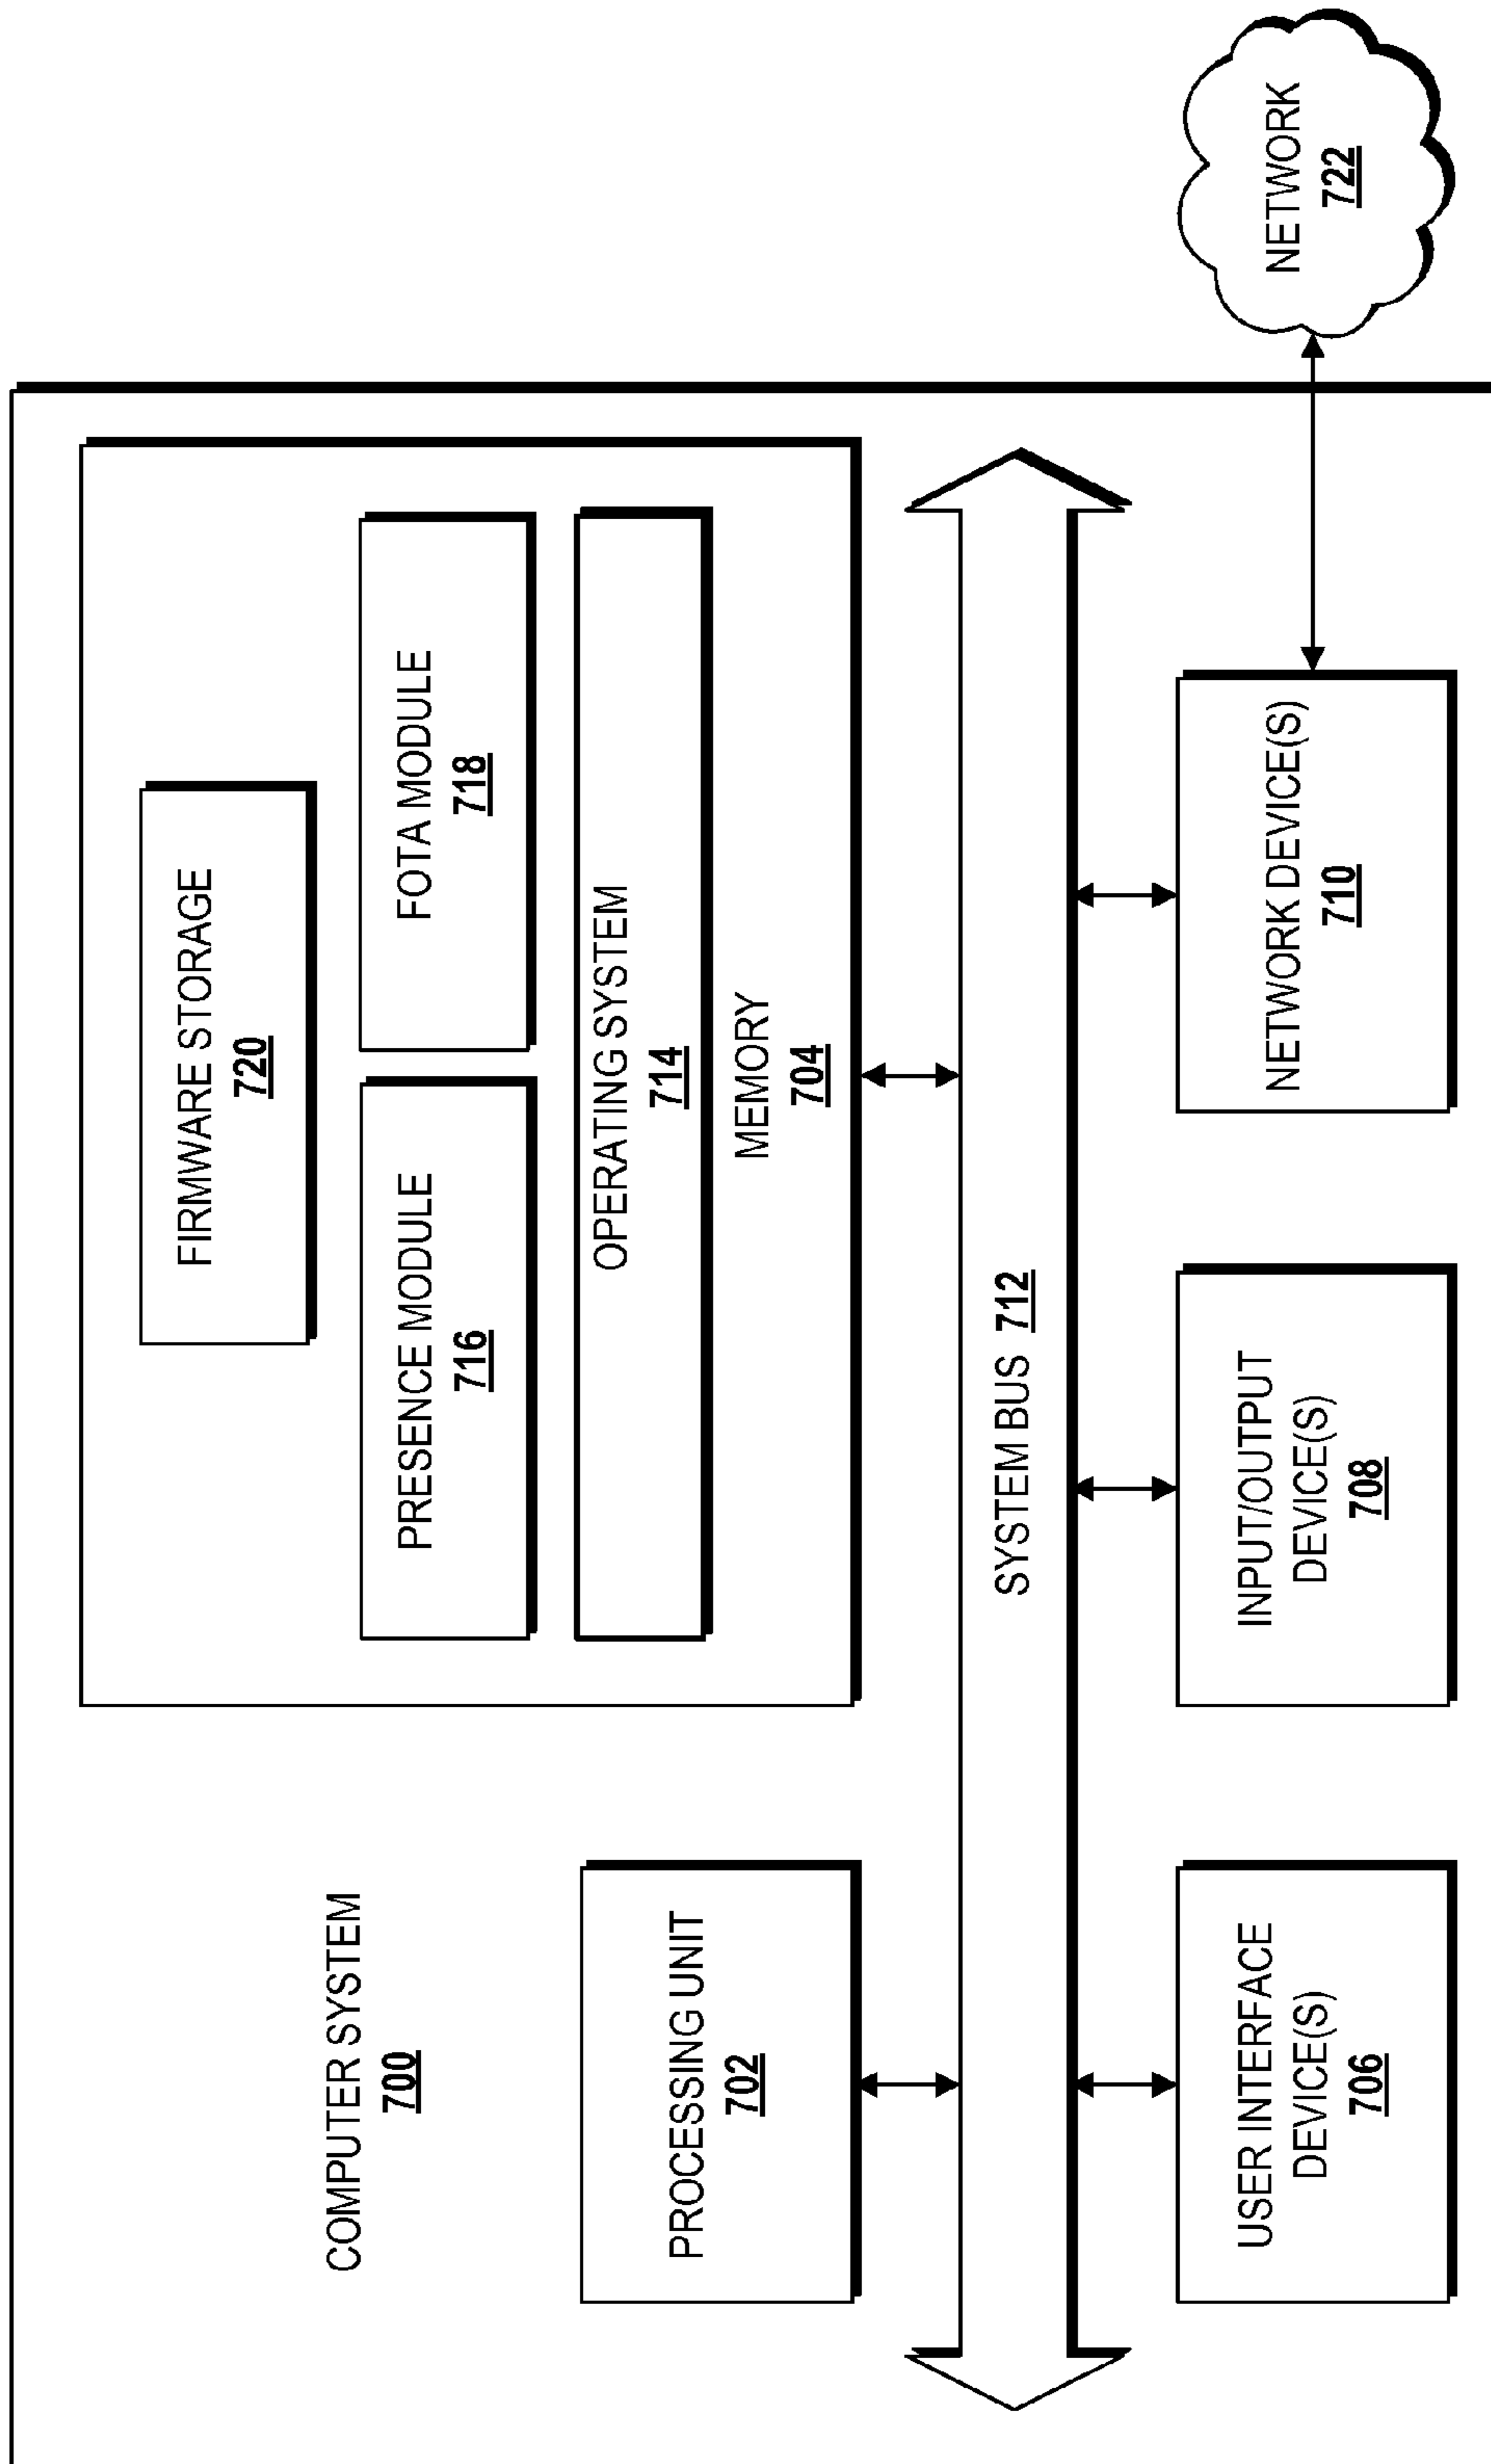 COMPUTER SYSTEM
700
FIRMWARE STORAGE
720
PRESENCE MODULE
716
FOTA MODULE
718
OPERATING SYSTEM
714
MEMORY
704
PROCESSING UNIT
702
SYSTEM BUS 712
USER INTERFACE
DEVICE(S)
706
INPUT/OUTPUT
DEVICE(S)
708
NETWORK DEVICE(S)
710
NETWORK
722